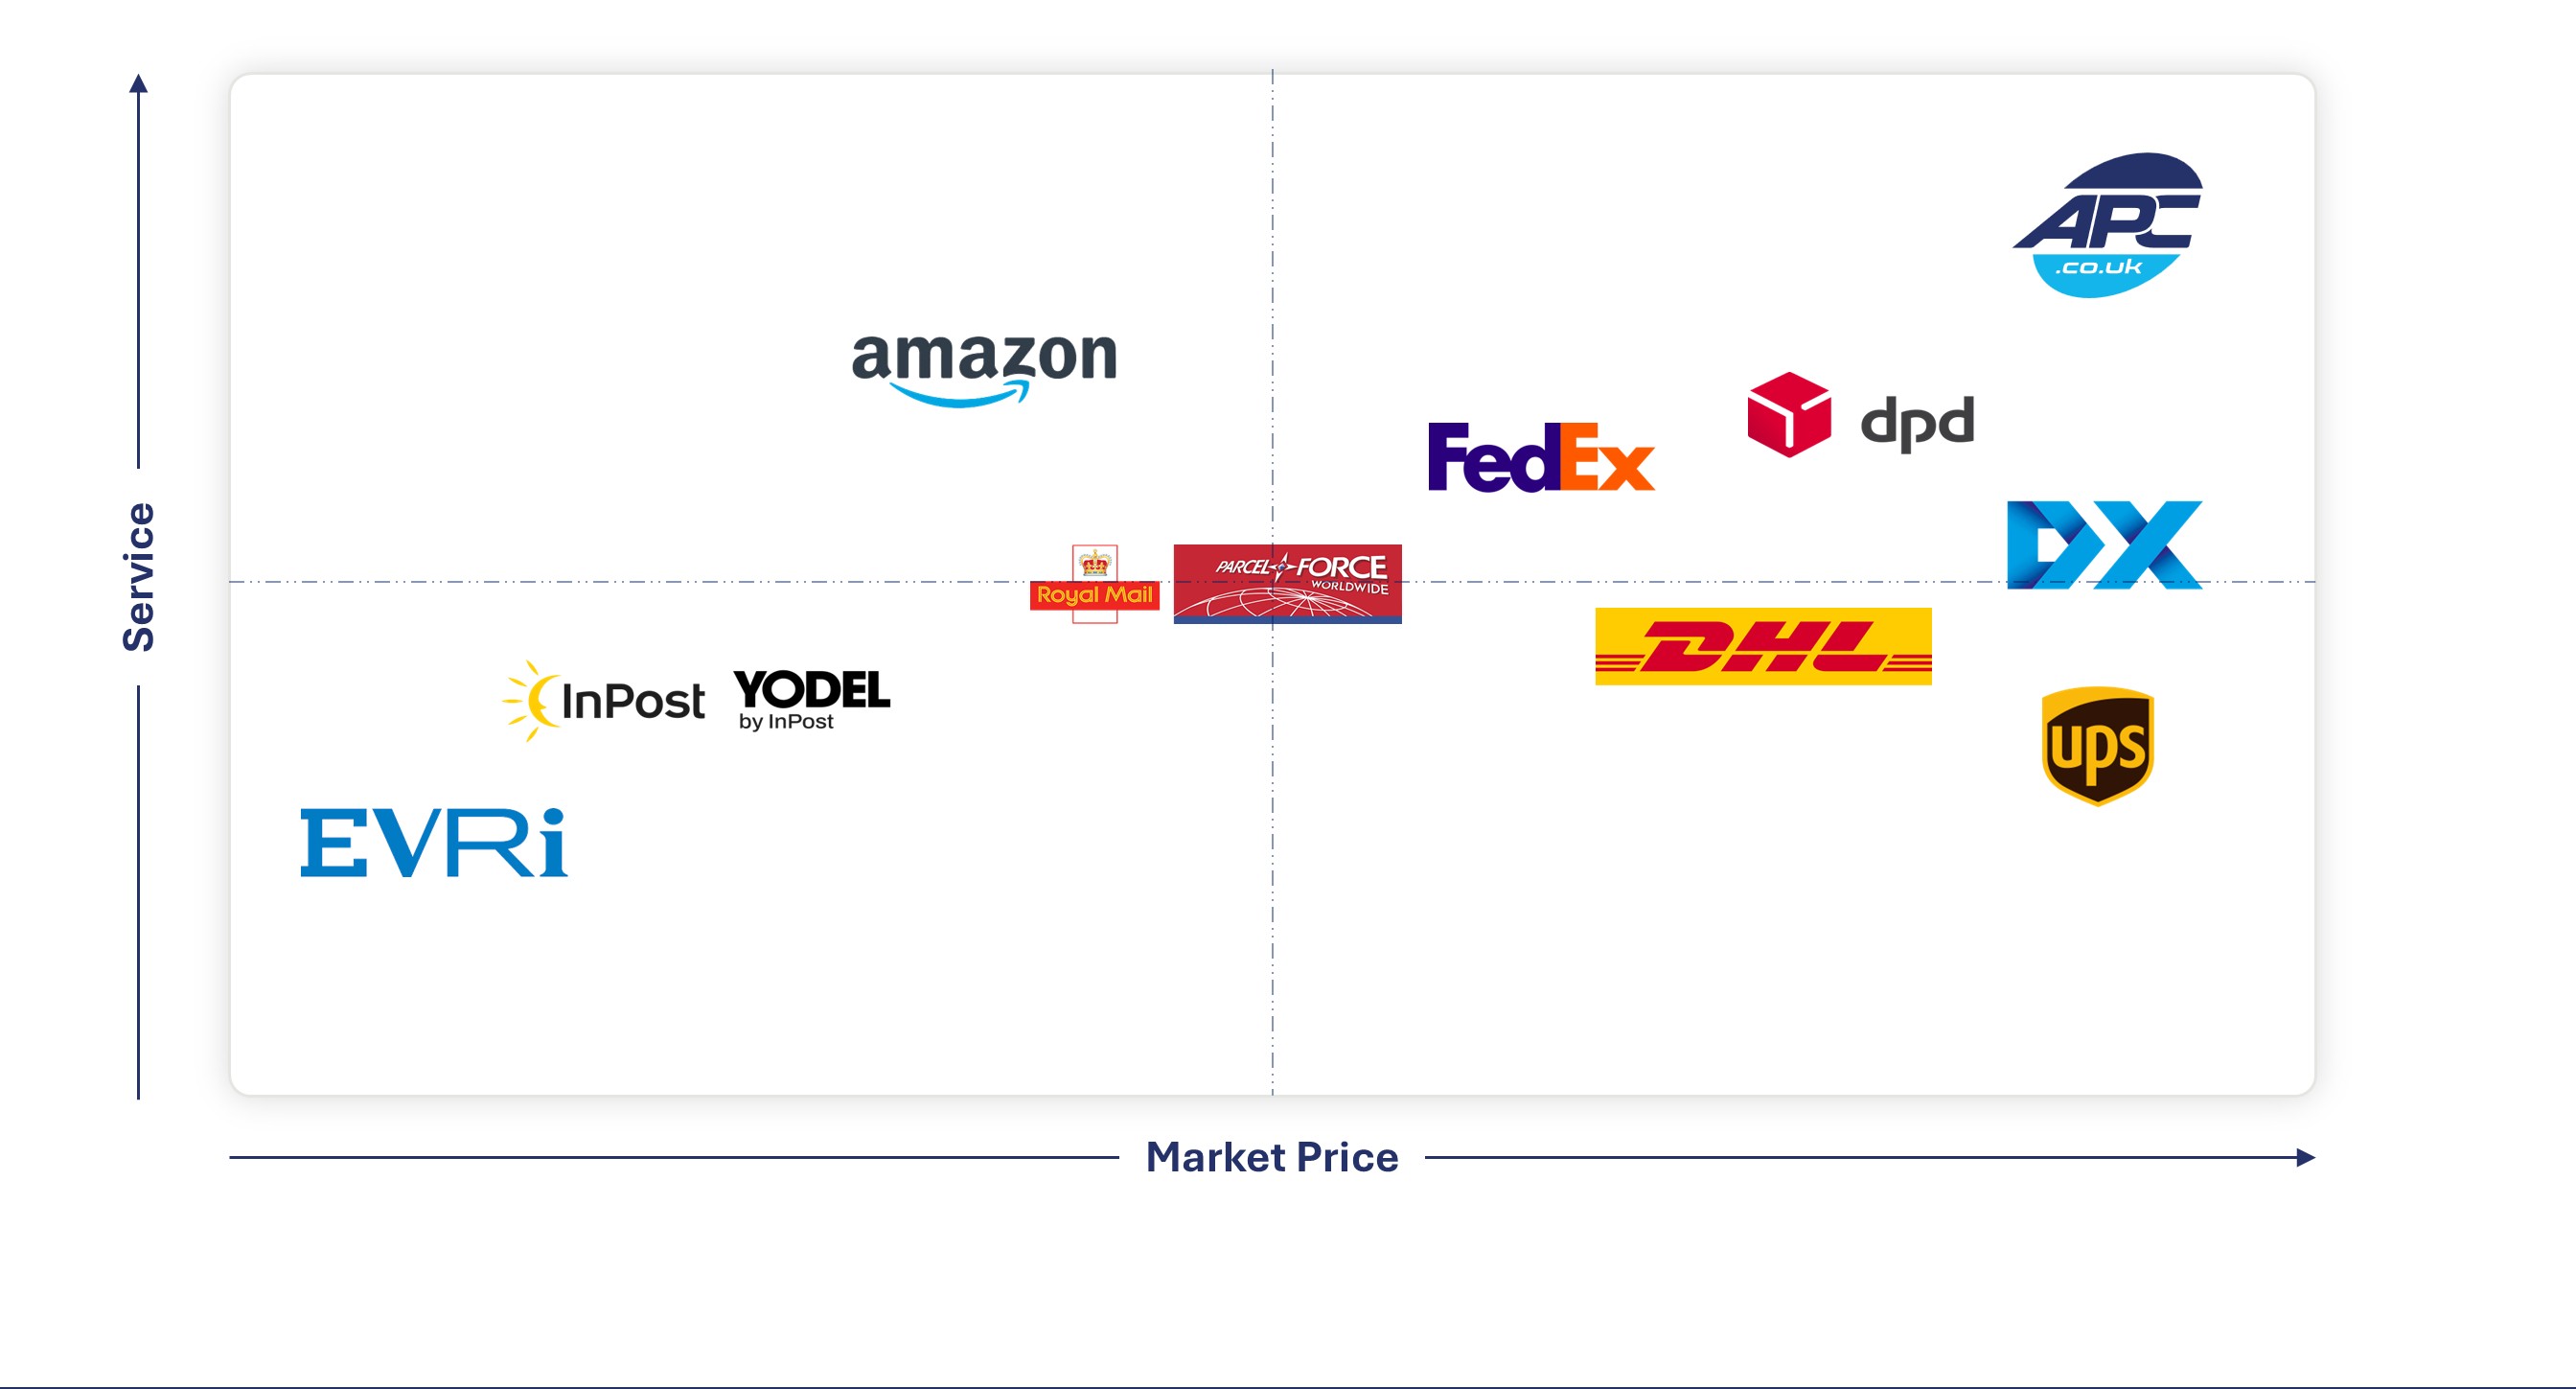 APC
.co.uk
amazon
dpd
FedEx
DX
PARCEL FORCE
WORLDWIDE
Royal Mail
Service
DHL
InPost
YODEL
by InPost
ups
EVRi
Market Price